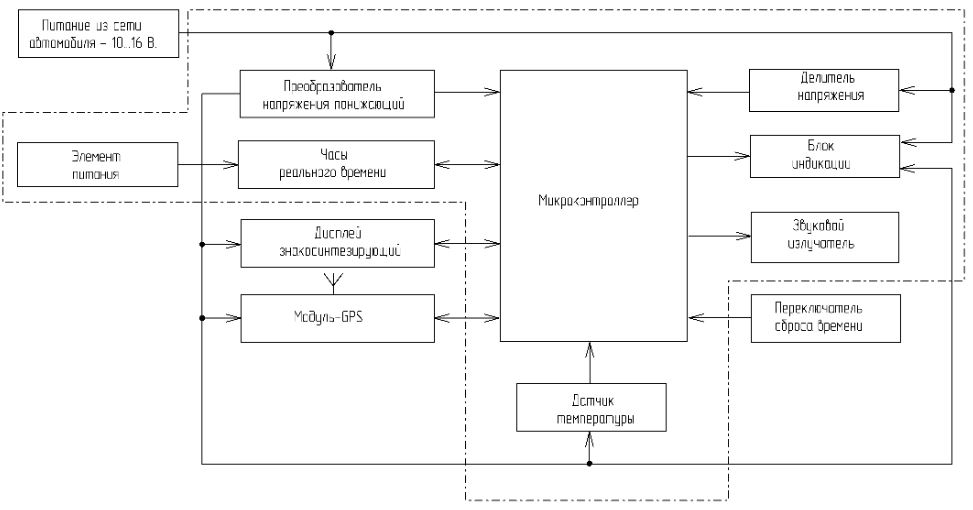 Питание из сети
автомобиля – 10...16 В.
Преобразователь
напряжения понижающий
Делитель
напряжения
Элемент
питания
Часы
реального времени
Блок
индикации
Микроконтроллер
Дисплей
знакосинтезирующий
Звуковой
излучатель
Модуль-GPS
Переключатель
сброса времени
Датчик
температуры